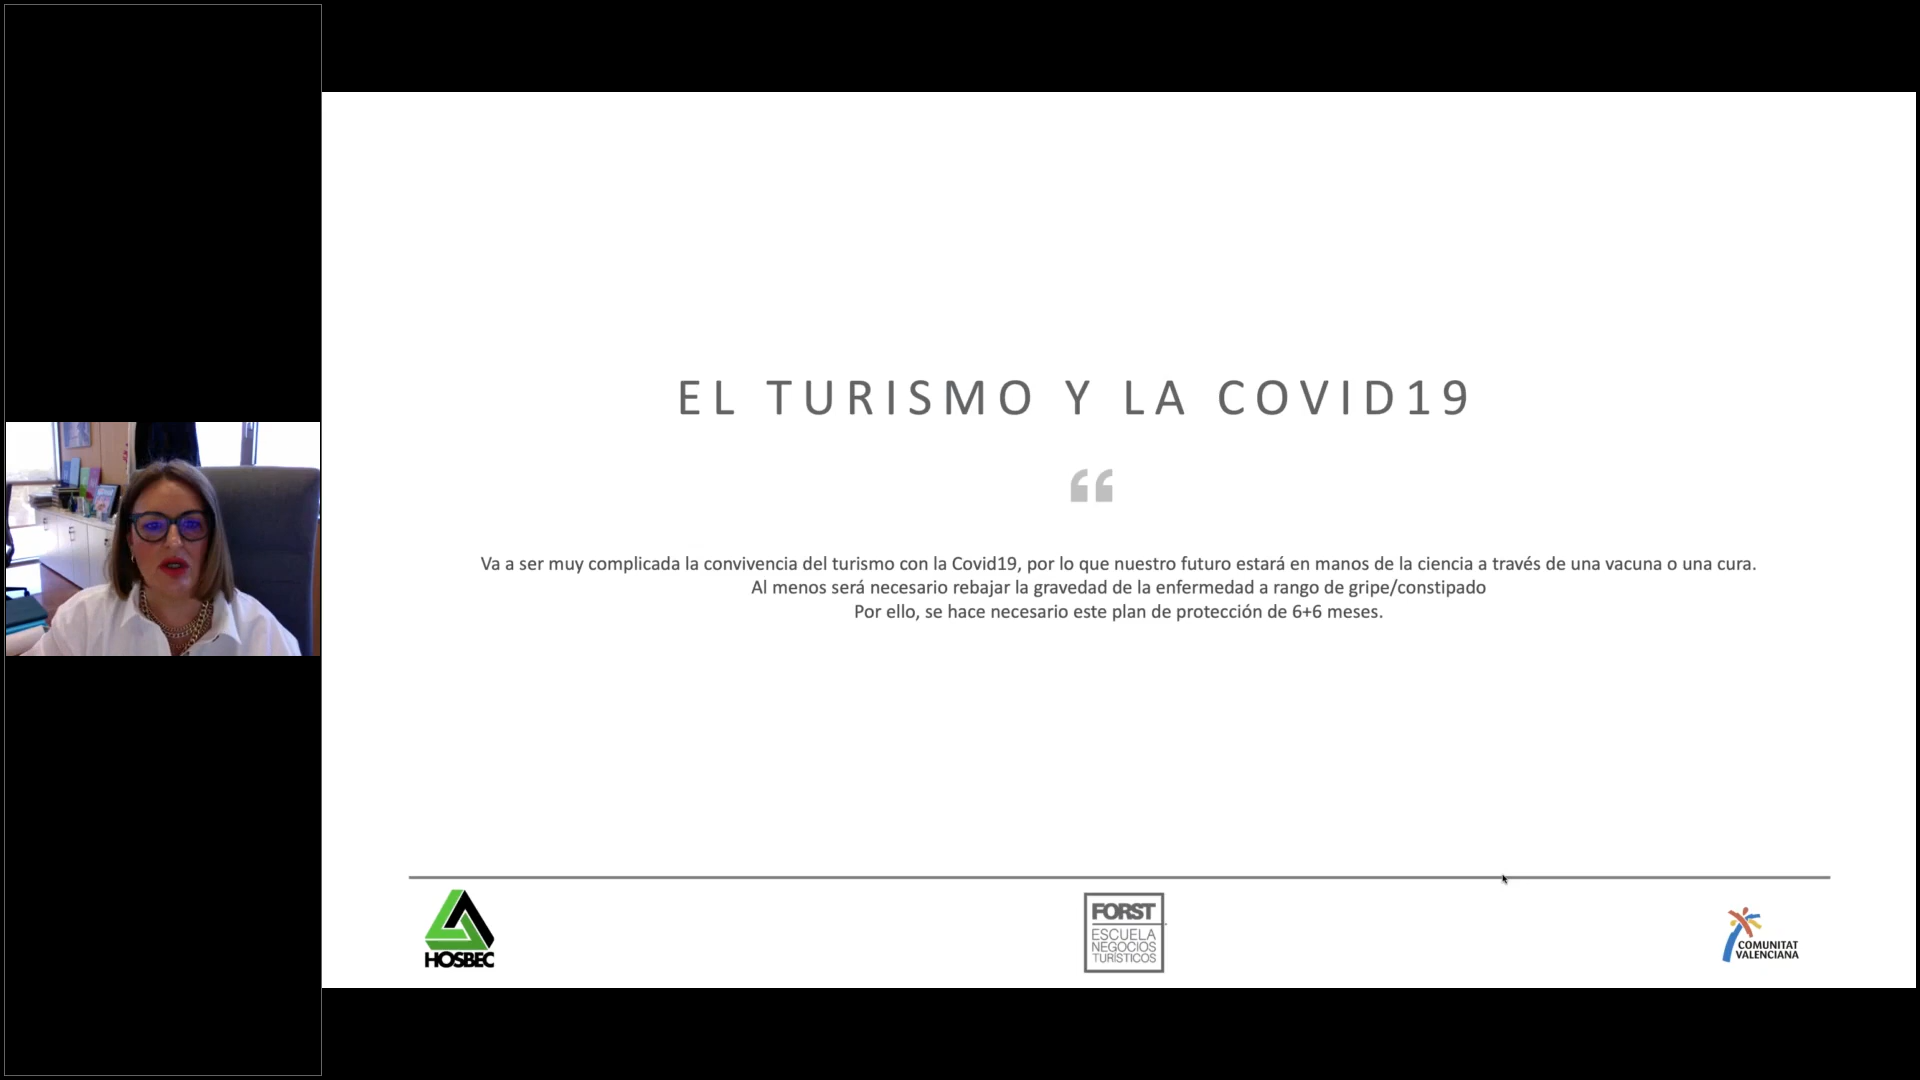 EL TURISMO Y LA COVID19
“
Va a ser muy complicada la convivencia del turismo con la Covid19, por lo que nuestro futuro estará en manos de la ciencia a través de una vacuna o una cura.
Al menos será necesario rebajar la gravedad de la enfermedad a rango de gripe/constipado
Por ello, se hace necesario este plan de protección de 6+6 meses.
HOSBEC
FORST
ESCUELA
NEGOCIOS
TURÍSTICOS
COMUNITAT
VALENCIANA